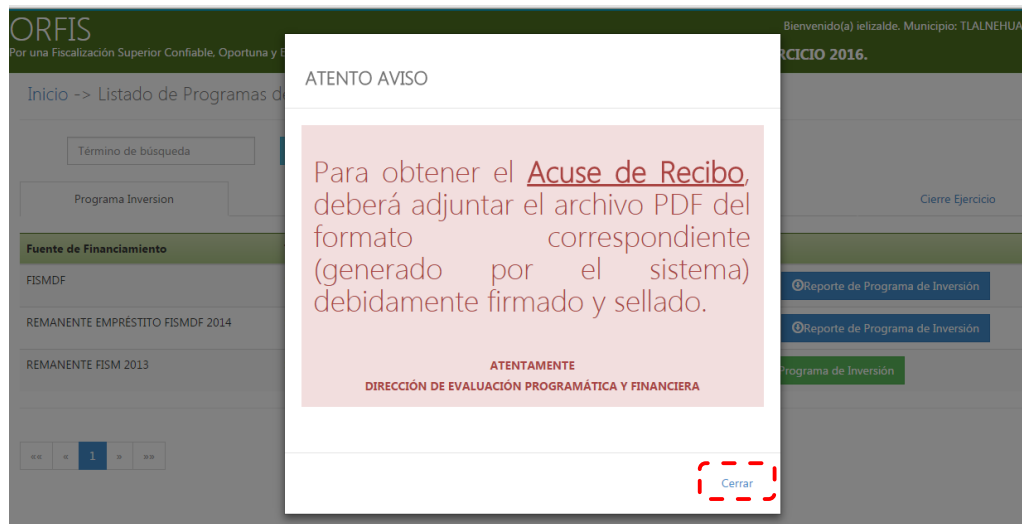 ORFIS
Bienvenido(a) ielizalde. Municipio: TLALNEHUA
Por una Fiscalización Superior Confiable, Oportuna y E
RCICIO 2016.
Inicio -> Listado de Programas d
Término de búsqueda
Programa Inversion
Cierre Ejercicio
Fuente de Financiamiento
FISMDF
Reporte de Programa de Inversión
REMANENTE EMPRÉSTITO FISMDF 2014
Reporte de Programa de Inversión
REMANENTE FISM 2013
Programa de Inversión
«« « 1 » »»
ATENTO AVISO
Para obtener el Acuse de Recibo,
deberá adjuntar el archivo PDF del
formato correspondiente
(generado por el sistema)
debidamente firmado y sellado.
ATENTAMENTE
DIRECCIÓN DE EVALUACIÓN PROGRAMÁTICA Y FINANCIERA
Cerrar